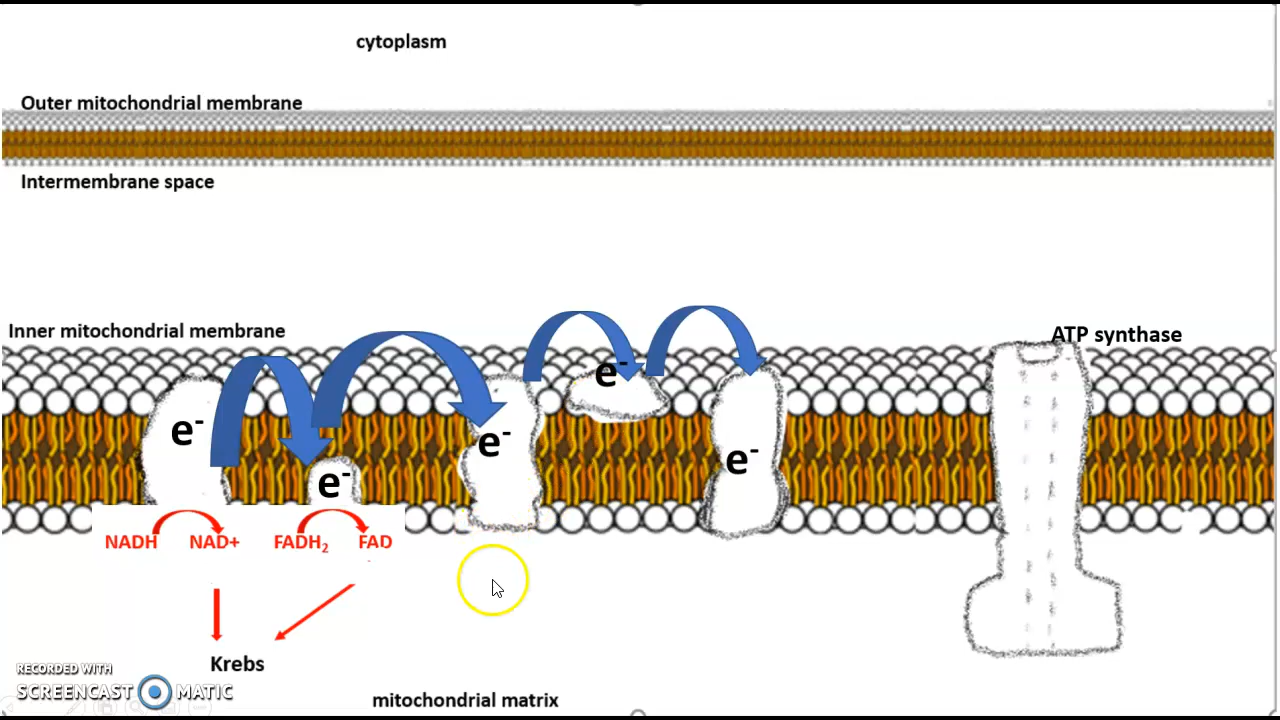 cytoplasm
Outer mitochondrial membrane
Intermembrane space
Inner mitochondrial membrane
ATP synthase
e-
e-
e-
e-
e-
NADH NAD+ FADH₂ FAD
Krebs
RECORDED WITH
SCREENCAST MATIC
mitochondrial matrix